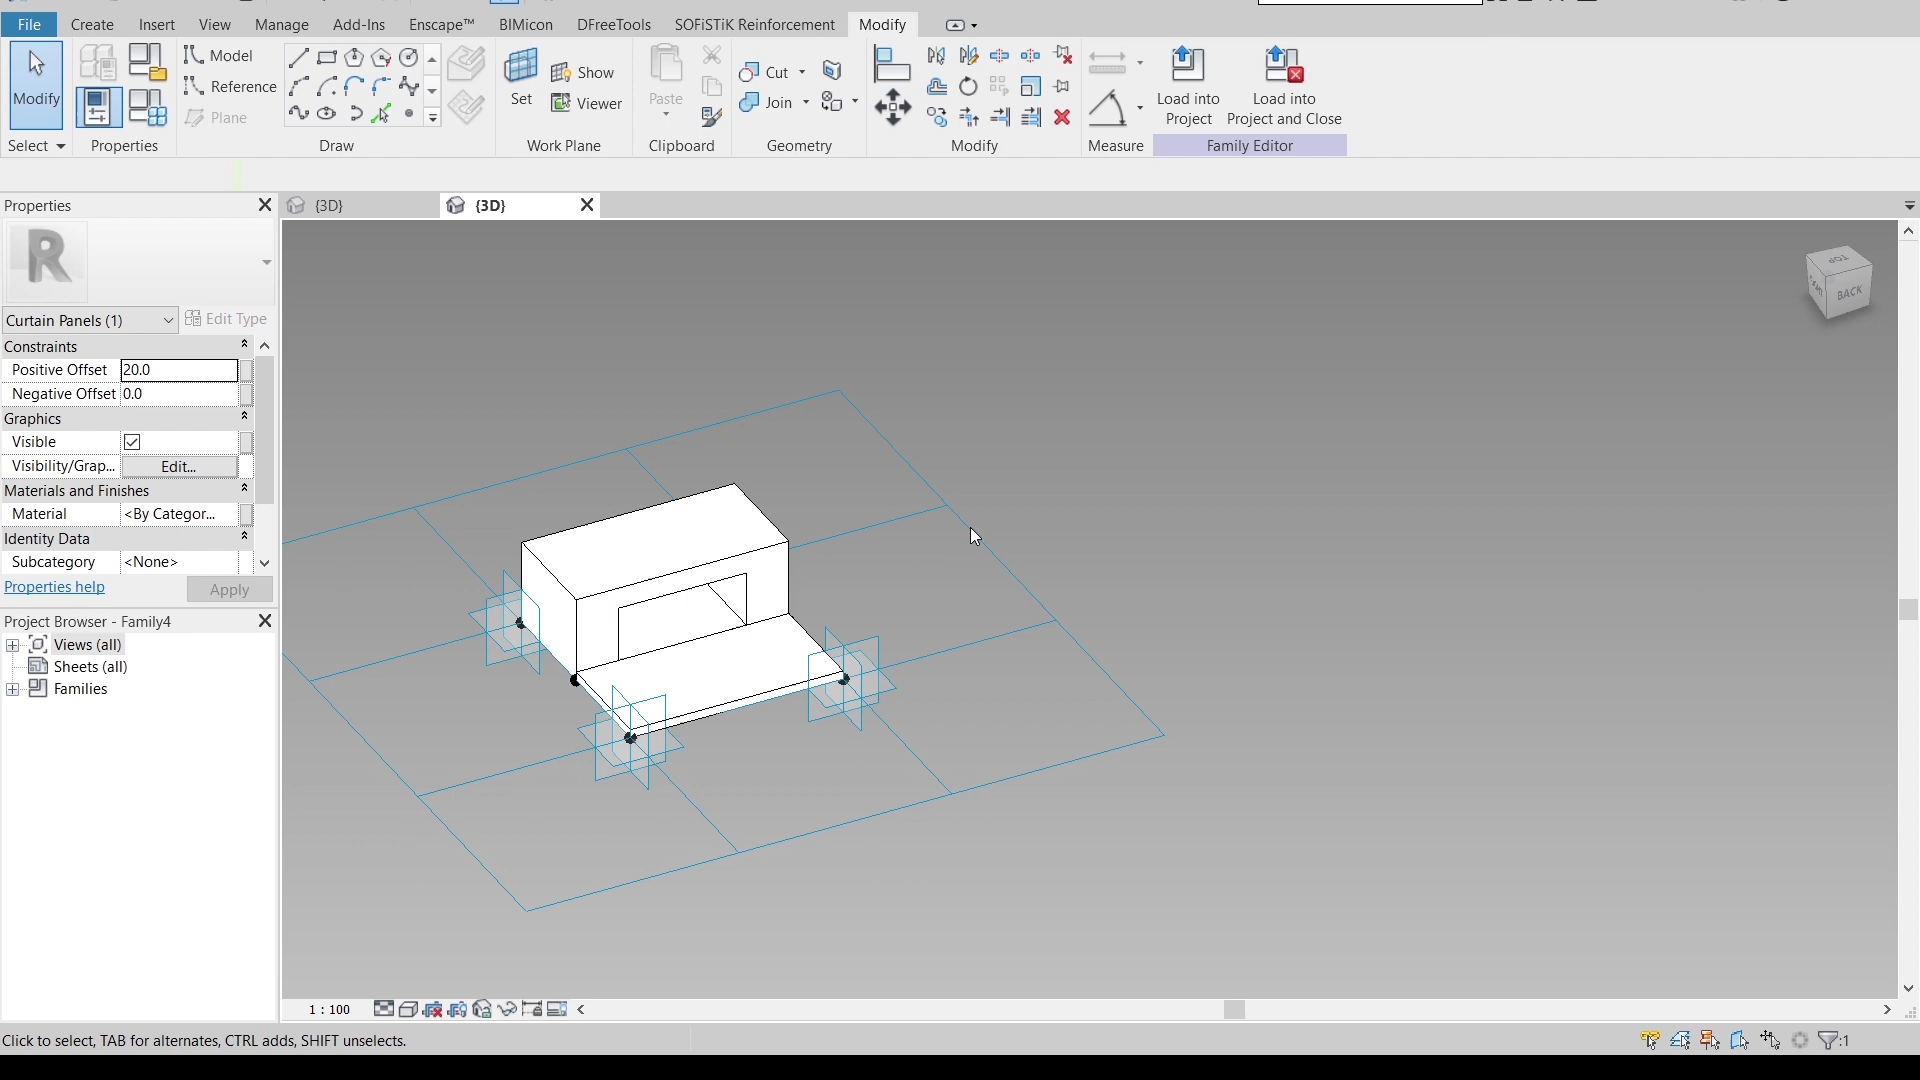 File Create Insert View Manage Add-Ins Enscape™ BIMicon DFreeTools SOFiSTiK Reinforcement Modify
Modify
Select
Properties
Model
Reference
Plane
Draw
Set
Show
Viewer
Work Plane
Paste
Clipboard
Cut
Join
Geometry
Modify
Measure
Load into
Project
Load into
Project and Close
Family Editor
Properties
{3D}
{3D}
R
Curtain Panels (1)
Edit Type
Constraints
Positive Offset 20.0
Negative Offset 0.0
Graphics
Visible
Visibility/Grap... Edit...
Materials and Finishes
Material <By Categor...
Identity Data
Subcategory <None>
Properties help
Apply
Project Browser - Family4
Views (all)
Sheets (all)
Families
TOP
BACK
1 : 100
Click to select, TAB for alternates, CTRL adds, SHIFT unselects.
:1